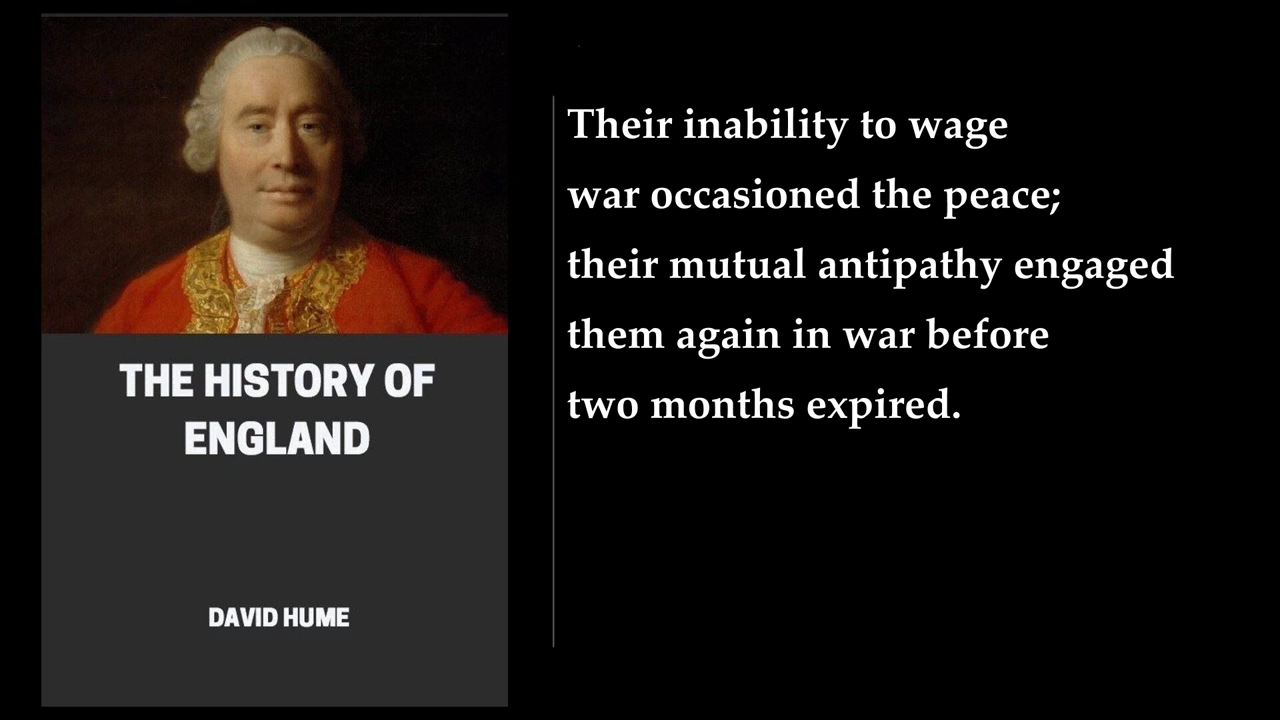 THE HISTORY OF
ENGLAND
DAVID HUME
Their inability to wage
war occasioned the peace;
their mutual antipathy engaged
them again in war before
two months expired.